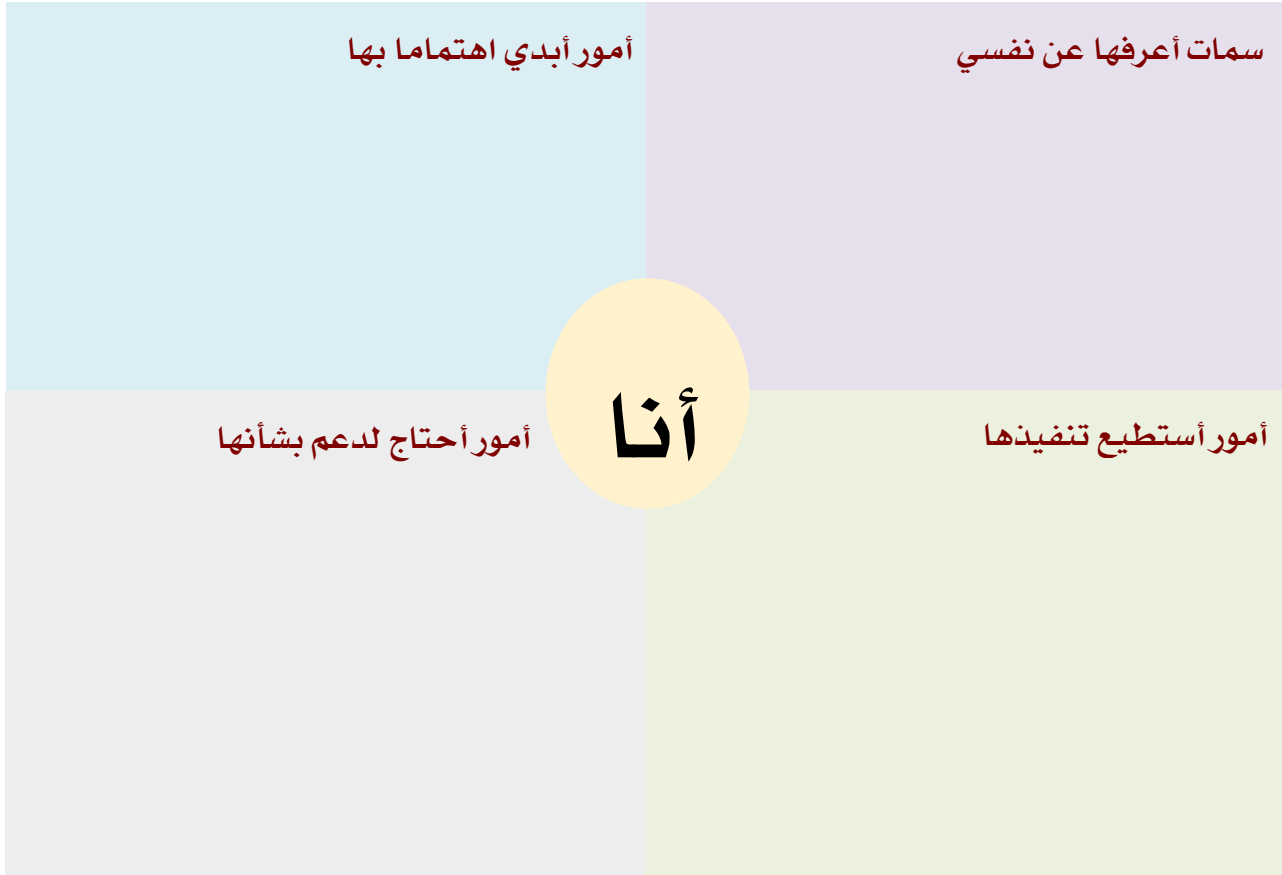 سمات أعرفها عن نفسي
أمور أبدي اهتماما بها
أنا
أمور أستطيع تنفيذها
أمور أحتاج لدعم بشأنها